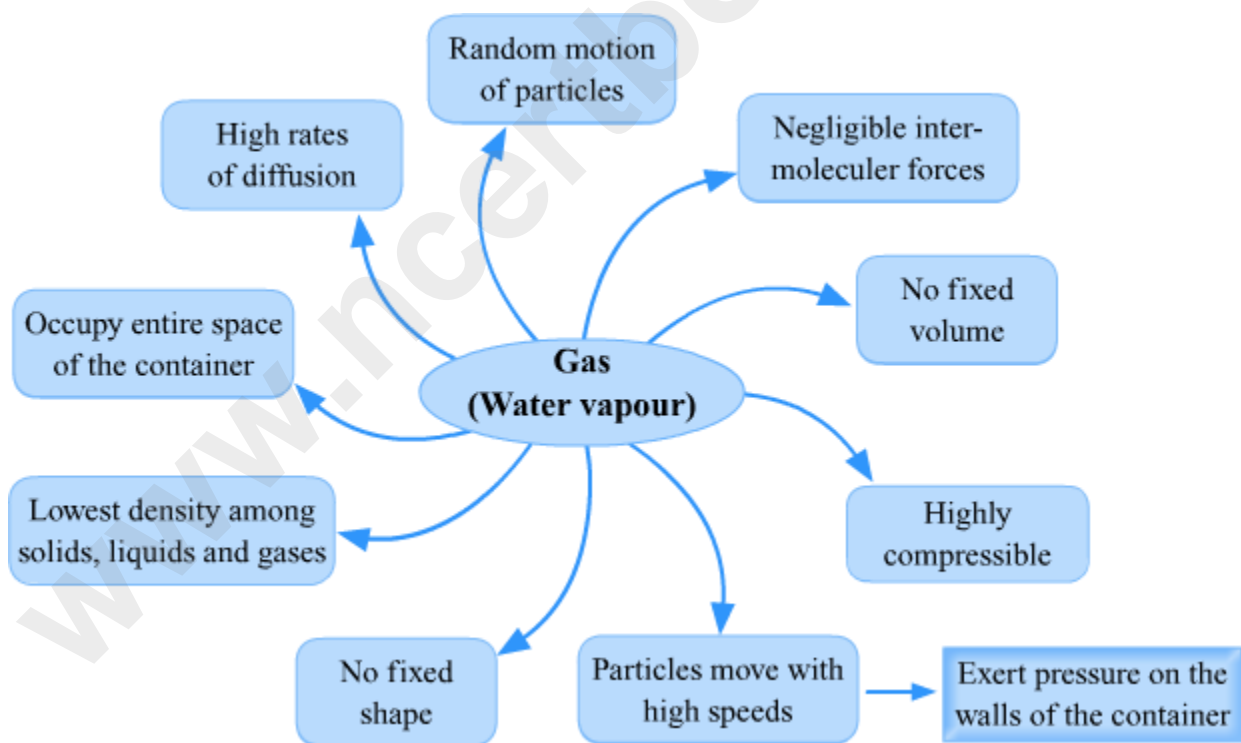 Random motion
of particles
High rates
of diffusion
Negligible inter-
moleculer forces
No fixed
volume
Occupy entire space
of the container
Gas
(Water vapour)
Lowest density among
solids, liquids and gases
Highly
compressible
No fixed
shape
Particles move with
high speeds
Exert pressure on the
walls of the container
www.ncertb